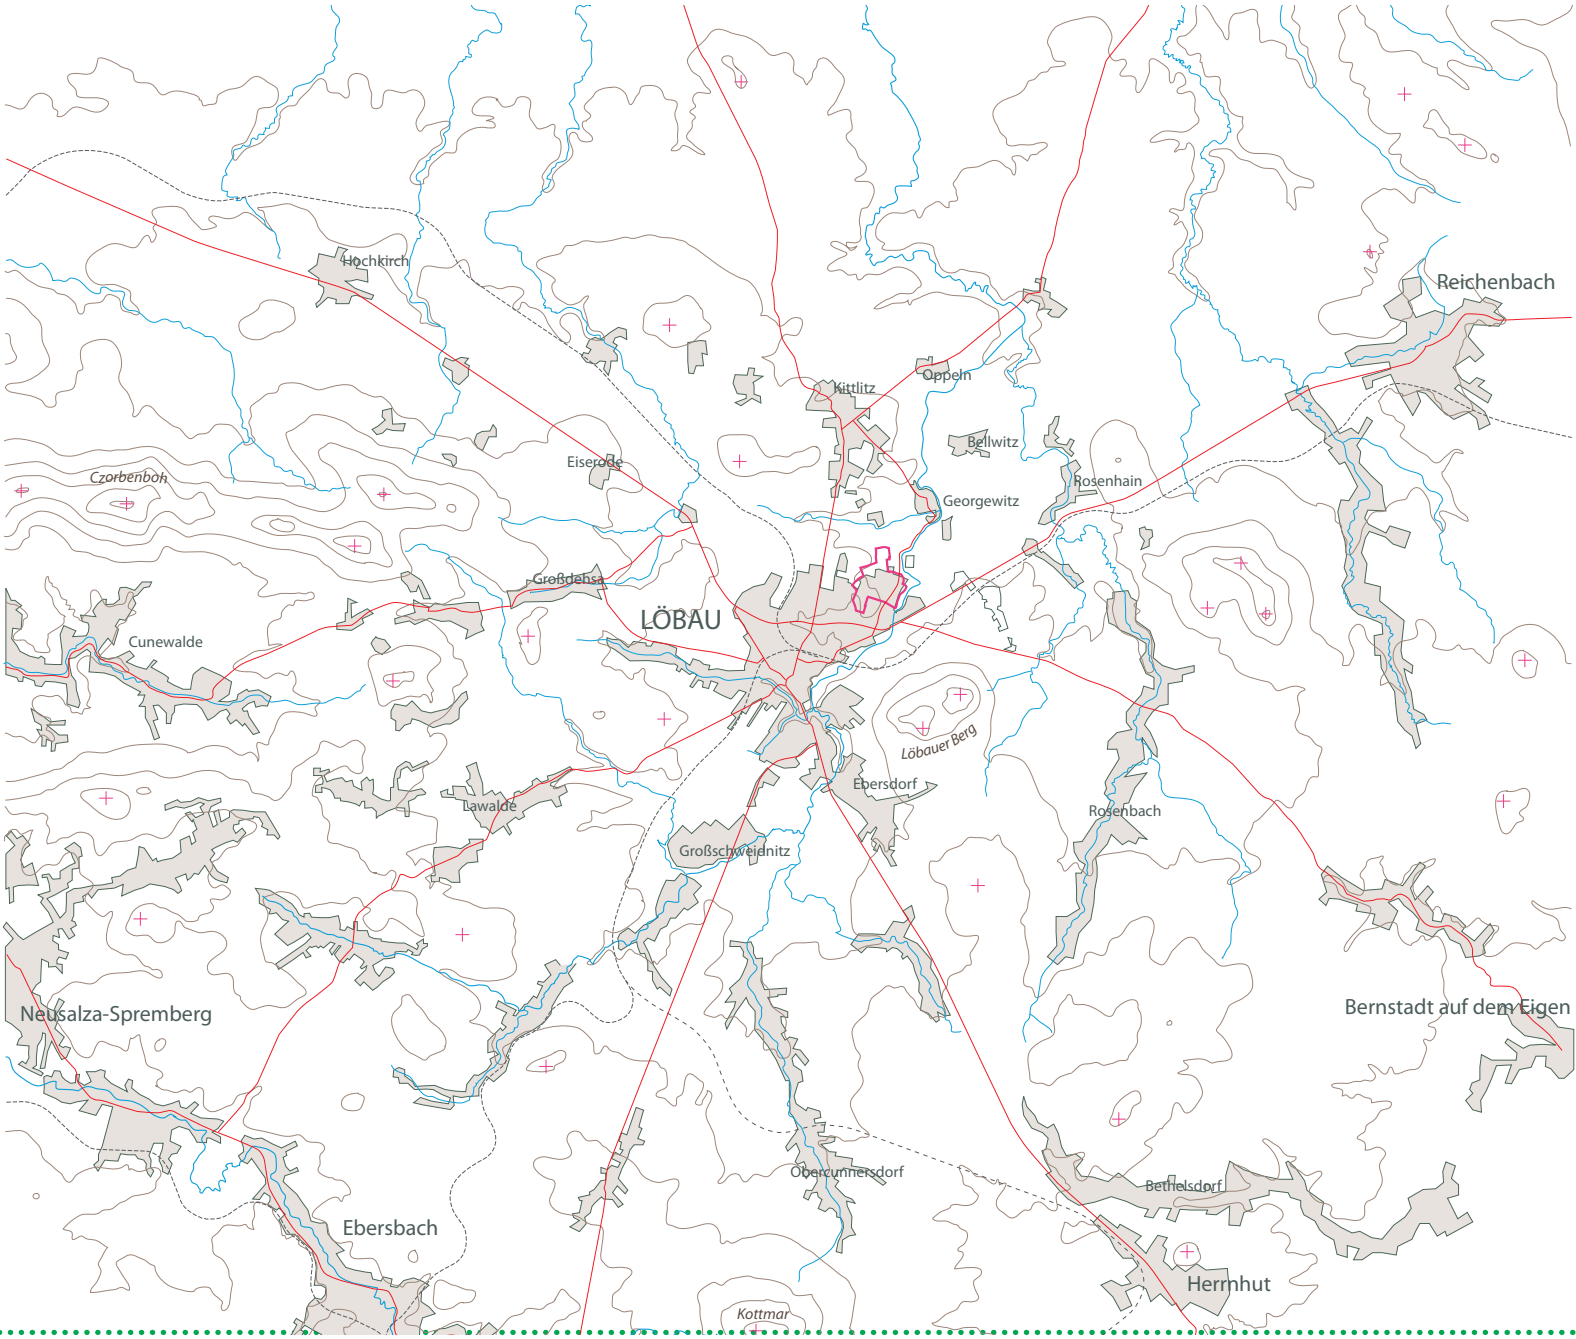 Hochkirch
Reichenbach
Kittlitz
Oppeln
Bellwitz
Eiserode
Czorbenboh
Rosenhain
Georgewitz
Großdehsa
LÖBAU
Cunewalde
Löbauer Berg
Ebersdorf
Lawalde
Rosenbach
Großschweidnitz
Neusalza-Spremberg
Bernstadt auf dem Eigen
Obercunnersdorf
Bethelsdorf
Ebersbach
Herrnhut
Kottmar